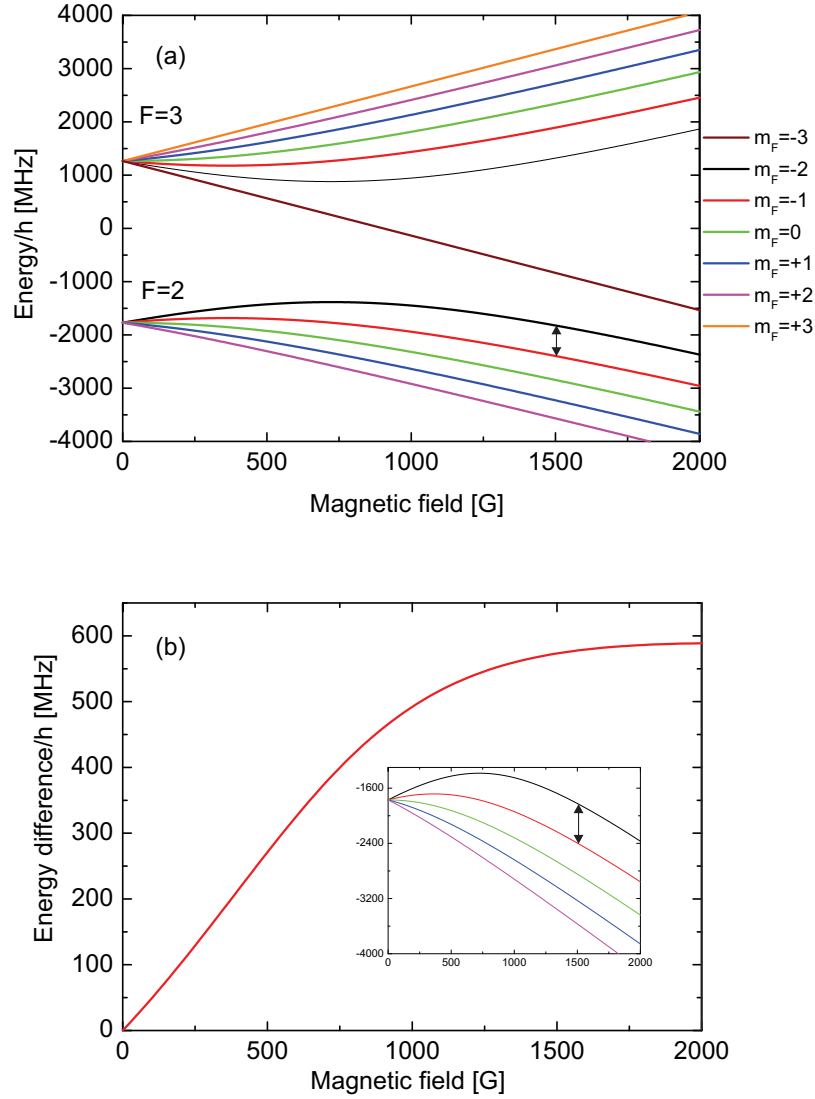 (a)
F=3
F=2
4000
3000
2000
1000
0
-1000
-2000
-3000
-4000
Energy/h [MHz]
0 500 1000 1500 2000
Magnetic field [G]
m_F=-3
m_F=-2
m_F=-1
m_F=0
m_F=+1
m_F=+2
m_F=+3
(b)
600
500
400
300
200
100
0
Energy difference/h [MHz]
-1600
-2400
-3200
-4000
0 500 1000 1500 2000
0 500 1000 1500 2000
Magnetic field [G]